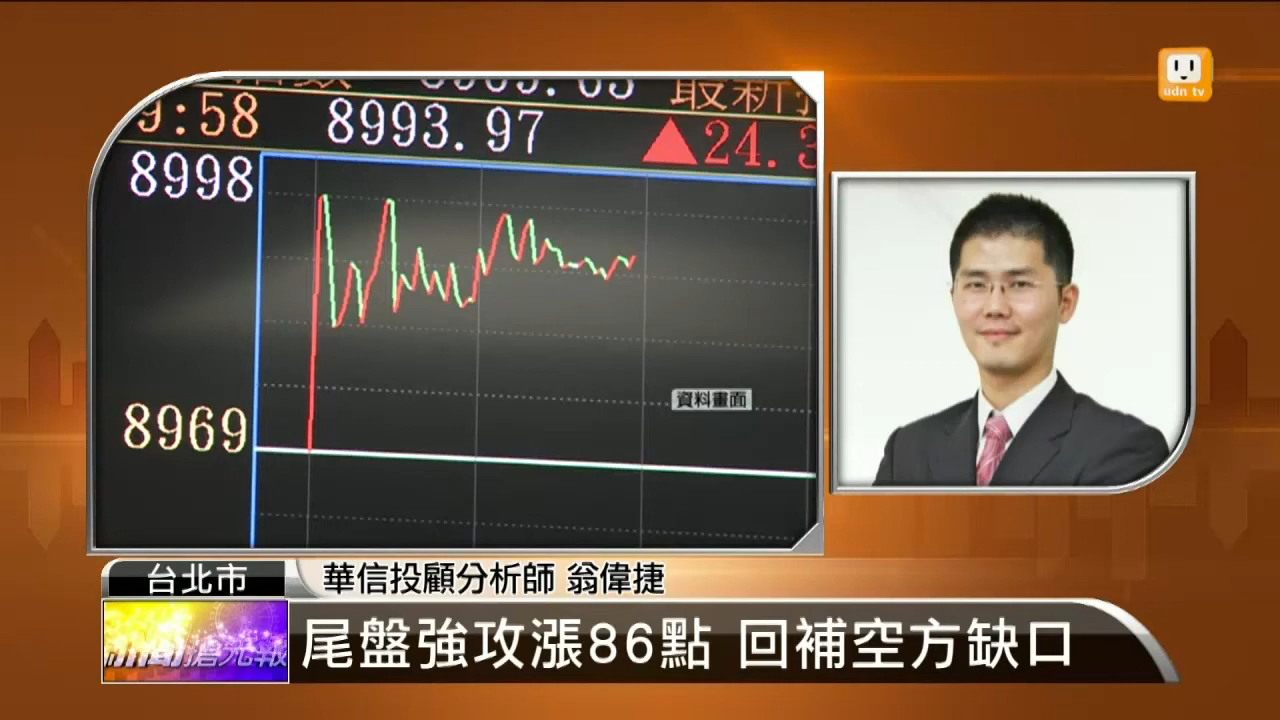 最新
9:58 8993.97 ▲24.3
8998
8969
資料畫面
udn tv
台北市 華信投顧分析師 翁偉捷
尾盤強攻漲86點 回補空方缺口